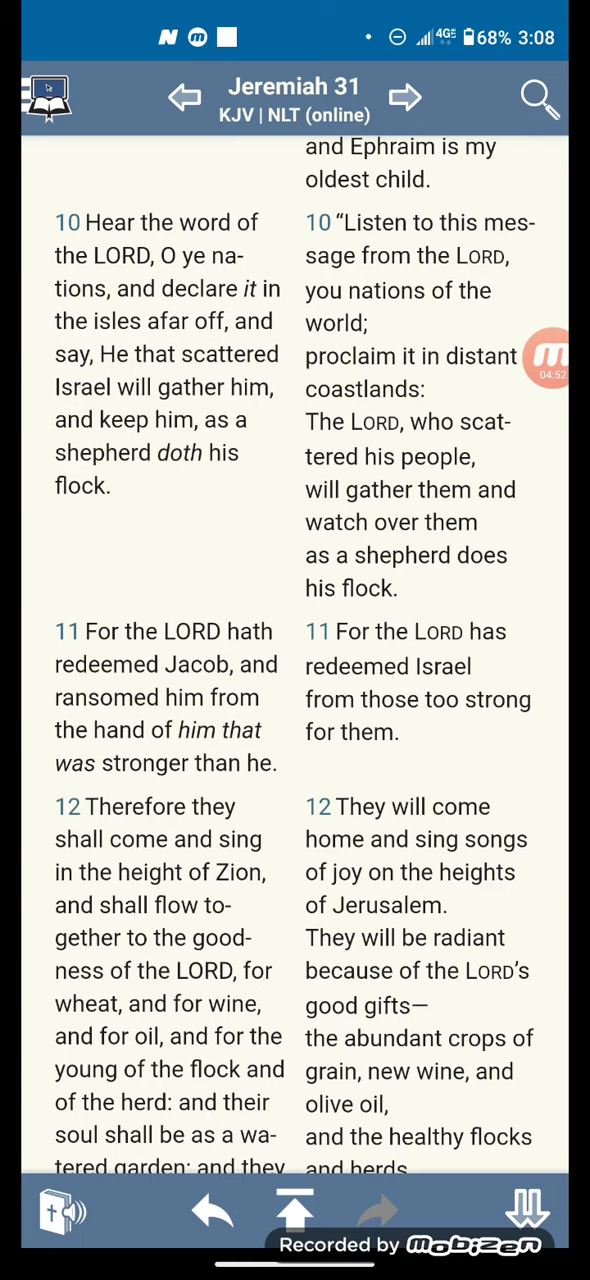 4G 68% 3:08
Jeremiah 31
KJV | NLT (online)
and Ephraim is my
oldest child.
10 Hear the word of
the LORD, O ye na-
tions, and declare it in
the isles afar off, and
say, He that scattered
Israel will gather him,
and keep him, as a
shepherd doth his
flock.
10 “Listen to this mes-
sage from the LORD,
you nations of the
world;
proclaim it in distant
coastlands:
The LORD, who scat-
tered his people,
will gather them and
watch over them
as a shepherd does
his flock.
04:52
11 For the LORD hath
redeemed Jacob, and
ransomed him from
the hand of him that
was stronger than he.
11 For the LORD has
redeemed Israel
from those too strong
for them.
12 Therefore they
shall come and sing
in the height of Zion,
and shall flow to-
gether to the good-
ness of the LORD, for
wheat, and for wine,
and for oil, and for the
young of the flock and
of the herd: and their
soul shall be as a wa-
tered garden; and they
12 They will come
home and sing songs
of joy on the heights
of Jerusalem.
They will be radiant
because of the LORD’s
good gifts—
the abundant crops of
grain, new wine, and
olive oil,
and the healthy flocks
and herds
Recorded by mobizen